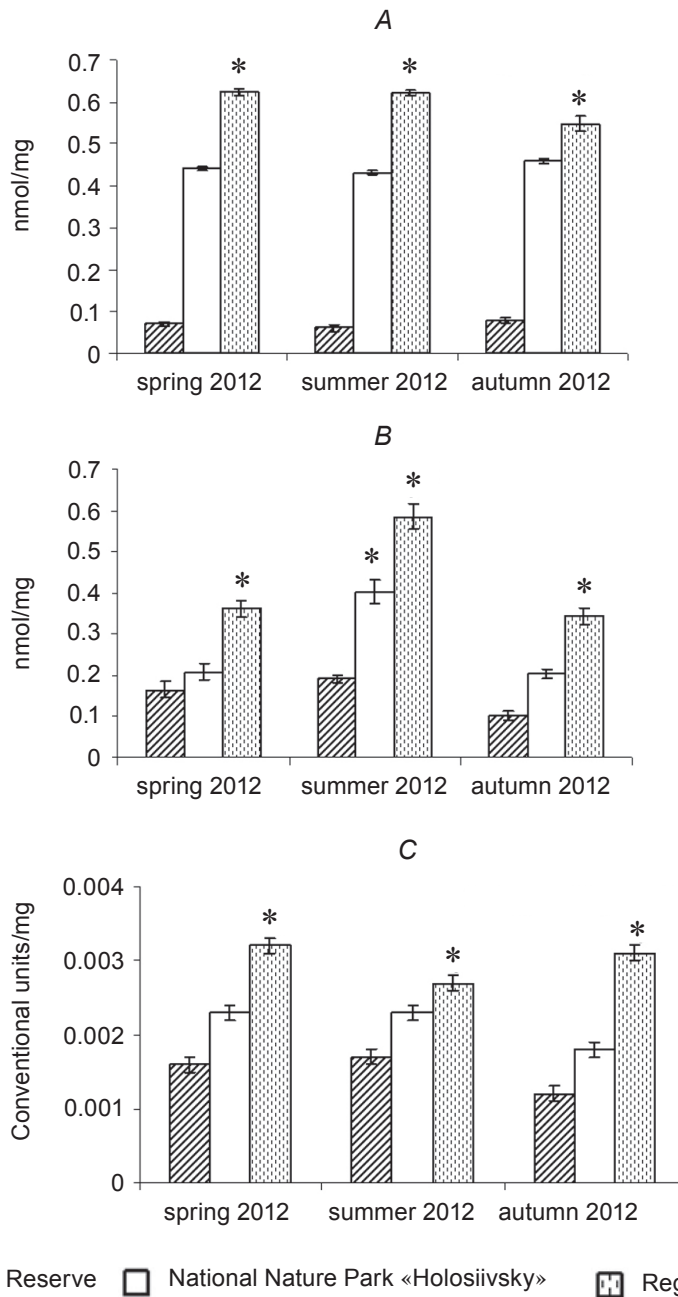 A
nmol/mg
0.7
0.6
0.5
0.4
0.3
0.2
0.1
0
* * *
spring 2012 summer 2012 autumn 2012
B
nmol/mg
0.7
0.6
0.5
0.4
0.3
0.2
0.1
0
* * * *
spring 2012 summer 2012 autumn 2012
C
Conventional units/mg
0.004
0.003
0.002
0.001
0
* * *
spring 2012 summer 2012 autumn 2012
Reserve National Nature Park «Holosiivsky» Reg